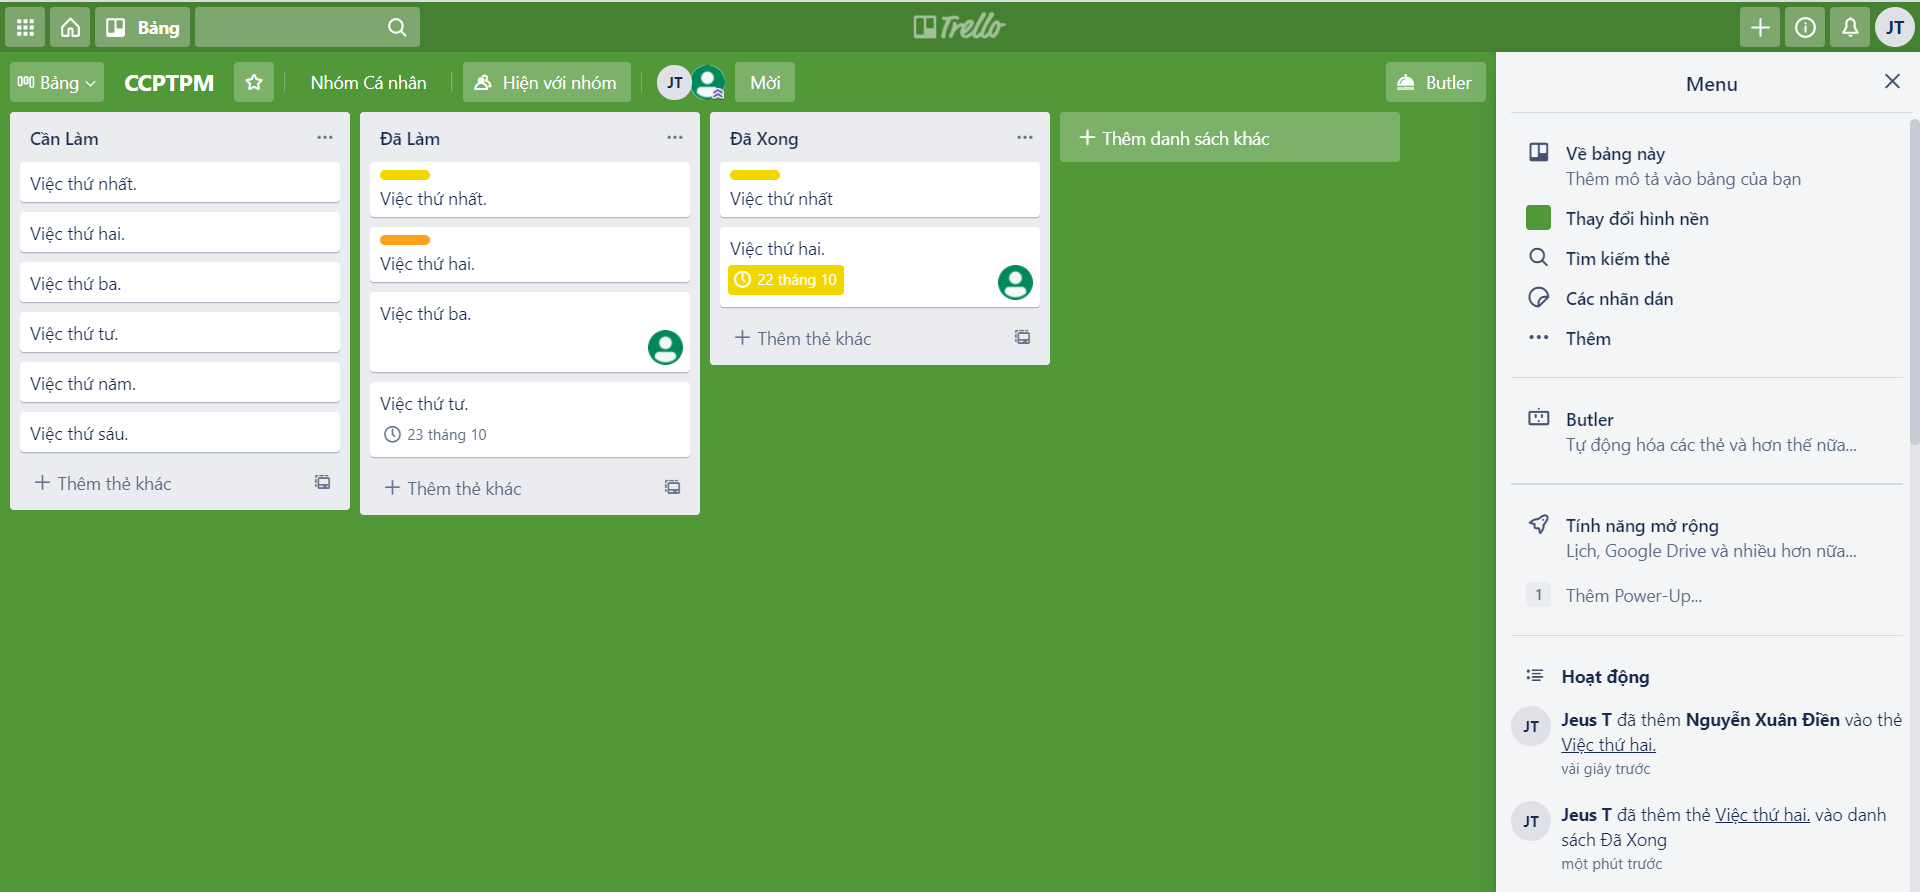 Bảng
Trello
JT
Bảng
CCPTPM
Nhóm Cá nhân
Hiện với nhóm
JT
Mời
Butler
Cần Làm
Việc thứ nhất.
Việc thứ hai.
Việc thứ ba.
Việc thứ tư.
Việc thứ năm.
Việc thứ sáu.
Thêm thẻ khác
Đã Làm
Việc thứ nhất.
Việc thứ hai.
Việc thứ ba.
Việc thứ tư.
23 tháng 10
Thêm thẻ khác
Đã Xong
Việc thứ nhất
Việc thứ hai.
22 tháng 10
Thêm thẻ khác
Thêm danh sách khác
Menu
Về bảng này
Thêm mô tả vào bảng của bạn
Thay đổi hình nền
Tìm kiếm thẻ
Các nhãn dán
Thêm
Butler
Tự động hóa các thẻ và hơn thế nữa...
Tính năng mở rộng
Lịch, Google Drive và nhiều hơn nữa...
1 Thêm Power-Up...
Hoạt động
JT
Jeus T đã thêm Nguyễn Xuân Điền vào thẻ
Việc thứ hai.
vài giây trước
JT
Jeus T đã thêm thẻ Việc thứ hai. vào danh
sách Đã Xong
một phút trước